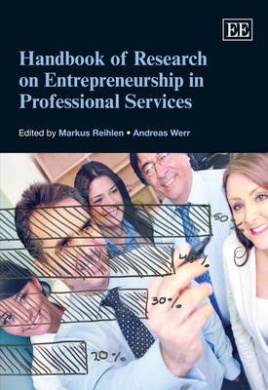 EE
Handbook of Research
on Entrepreneurship in
Professional Services
Edited by Markus Reihlen • Andreas Werr
50
40%
30%
20%